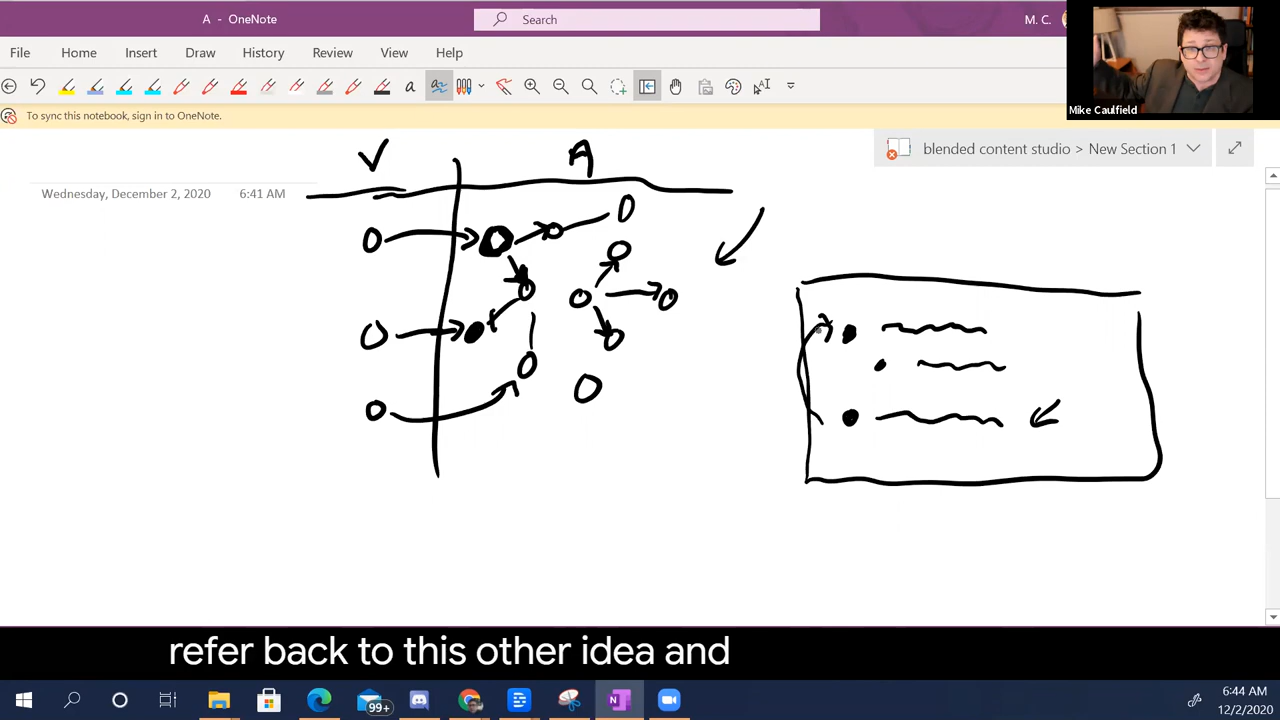 A - OneNote
Search
M. C.
File Home Insert Draw History Review View Help
To sync this notebook, sign in to OneNote.
Mike Caulfield
blended content studio > New Section 1
Wednesday, December 2, 2020 6:41 AM
V A
refer back to this other idea and
99+
6:44 AM
12/2/2020